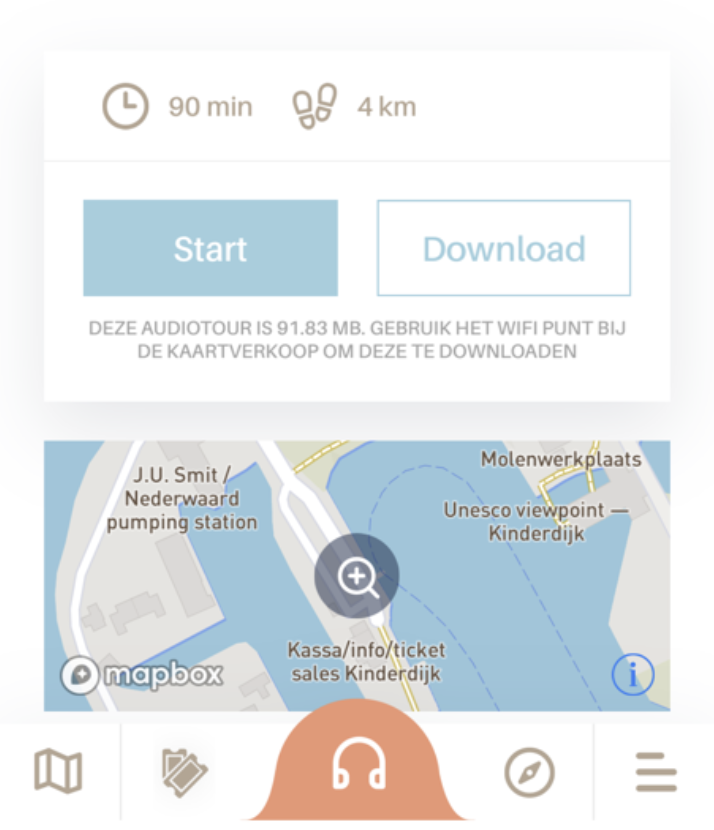 90 min
4 km
Start
Download
DEZE AUDIOTOUR IS 91.83 MB. GEBRUIK HET WIFI PUNT BIJ
DE KAARTVERKOOP OM DEZE TE DOWNLOADEN
J.U. Smit /
Nederwaard
pumping station
Molenwerkplaats
Unesco viewpoint —
Kinderdijk
Kassa/info/ticket
sales Kinderdijk
mapbox
i